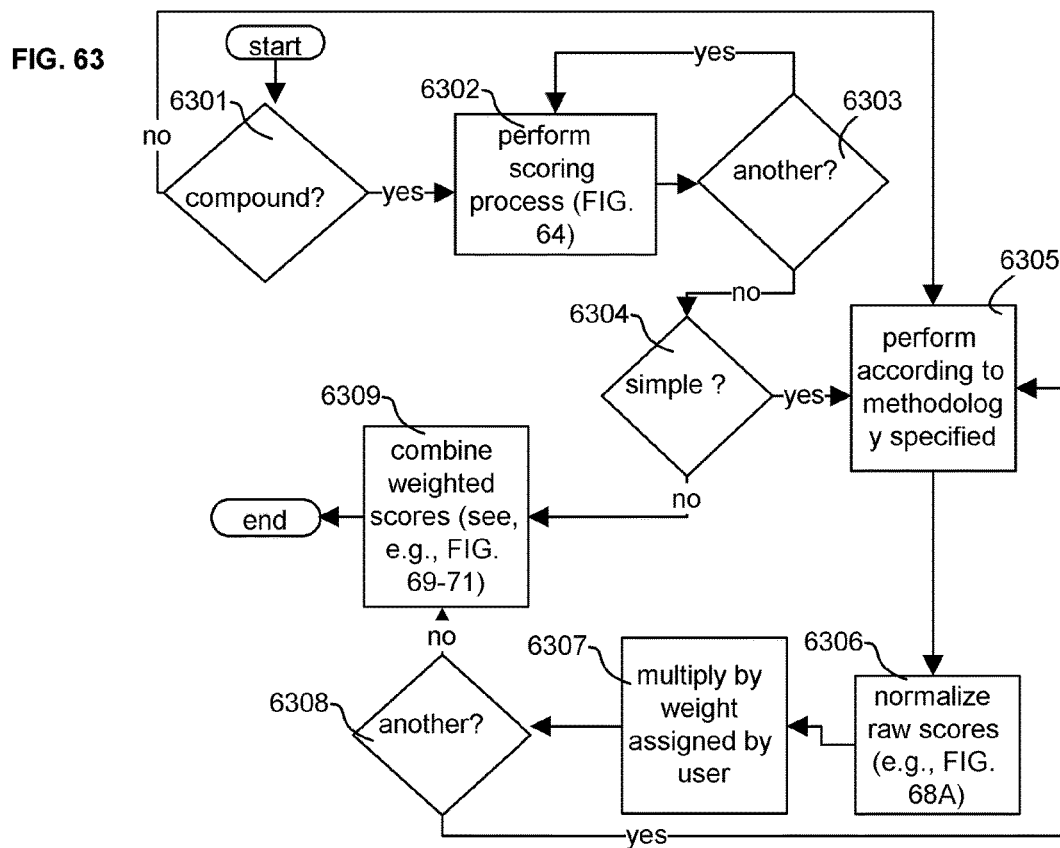 FIG. 63
start
6301
compound?
no
yes
6302
perform
scoring
process (FIG.
64)
yes
6303
another?
no
6304
simple ?
yes
no
6305
perform
according to
methodolog
y specified
6309
combine
weighted
scores (see,
e.g., FIG.
69-71)
end
6306
normalize
raw scores
(e.g., FIG.
68A)
6307
multiply by
weight
assigned by
user
6308
another?
no
yes